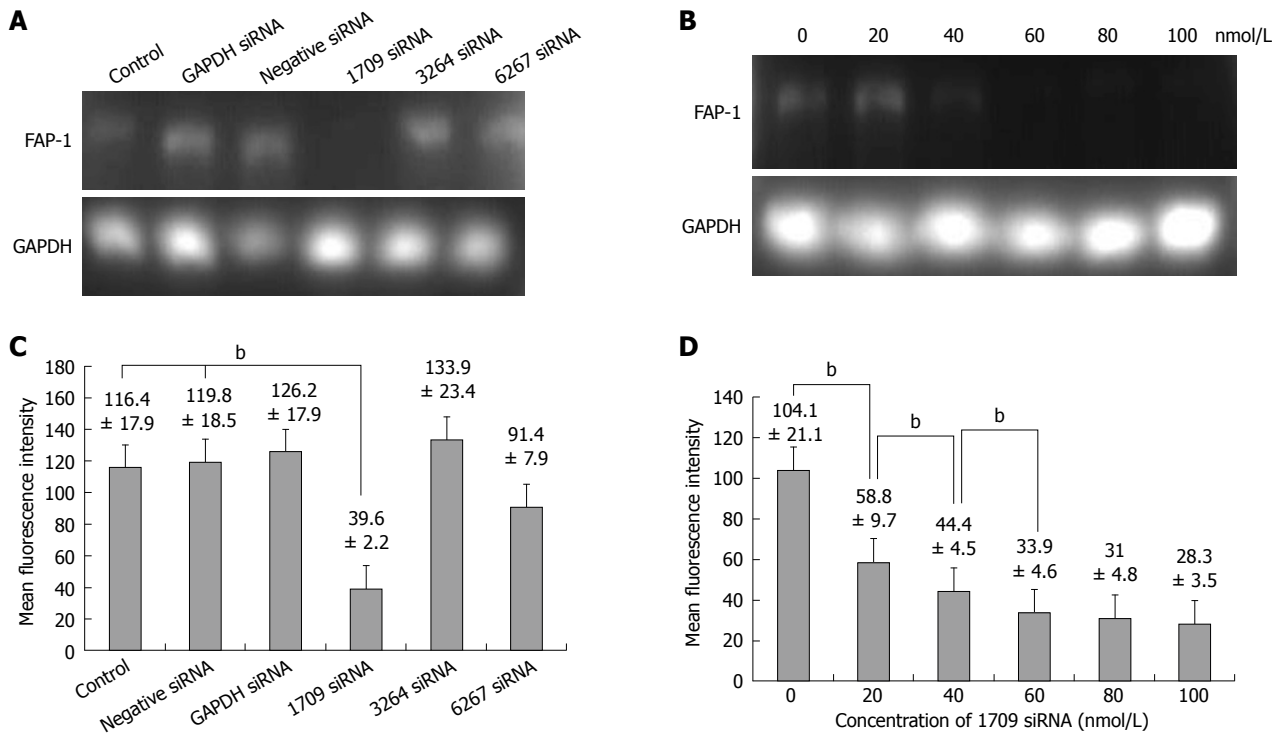 A
Control
GAPDH siRNA
Negative siRNA
1709 siRNA
3264 siRNA
6267 siRNA
FAP-1
GAPDH
B
0 20 40 60 80 100 nmol/L
FAP-1
GAPDH
C
b
Mean fluorescence intensity
180
160
140
120
100
80
60
40
20
0
116.4
± 17.9
119.8
± 18.5
126.2
± 17.9
39.6
± 2.2
133.9
± 23.4
91.4
± 7.9
Control
Negative siRNA
GAPDH siRNA
1709 siRNA
3264 siRNA
6267 siRNA
D
b
b
b
Mean fluorescence intensity
140
120
100
80
60
40
20
0
104.1
± 21.1
58.8
± 9.7
44.4
± 4.5
33.9
± 4.6
31
± 4.8
28.3
± 3.5
0 20 40 60 80 100
Concentration of 1709 siRNA (nmol/L)